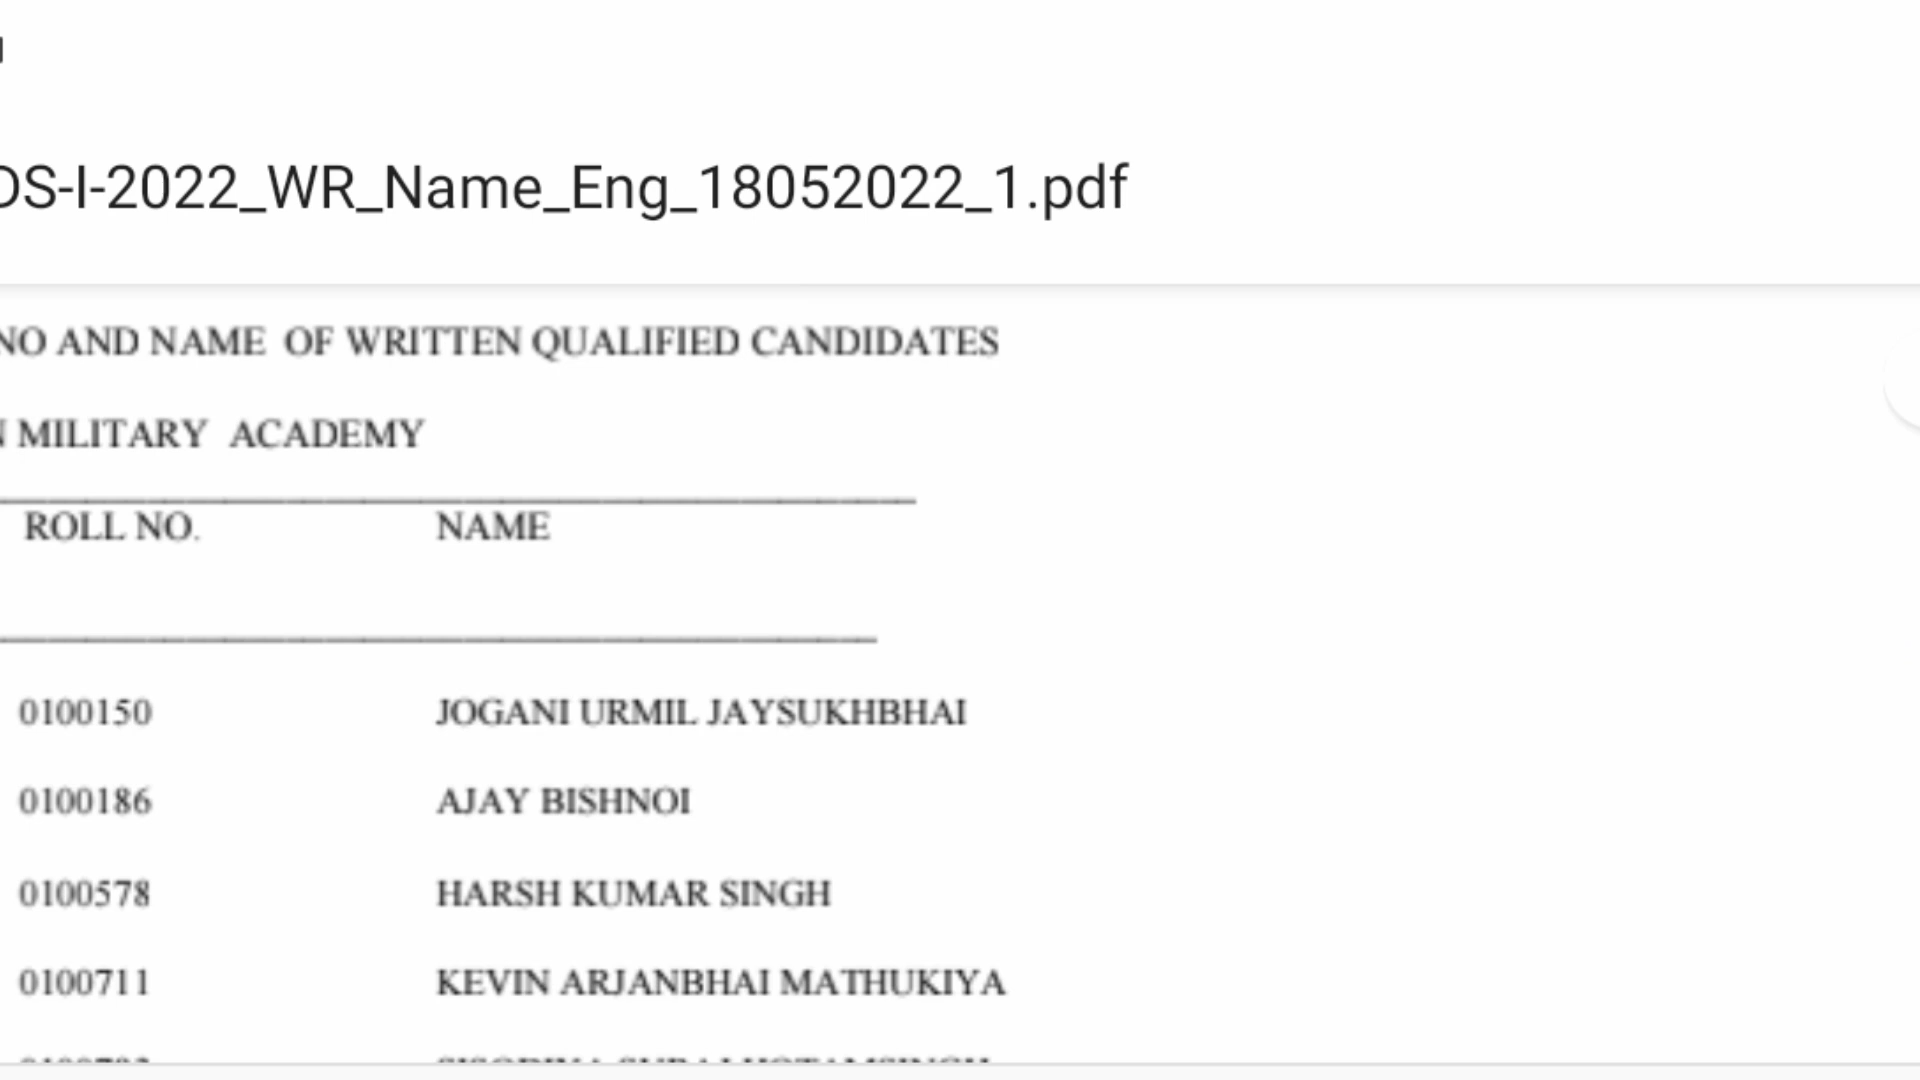 DS-I-2022_WR_Name_Eng_18052022_1.pdf
NO AND NAME OF WRITTEN QUALIFIED CANDIDATES
MILITARY ACADEMY
ROLL NO. NAME
0100150 JOGANI URMIL JAYSUKHBHAI
0100186 AJAY BISHNOI
0100578 HARSH KUMAR SINGH
0100711 KEVIN ARJANBHAI MATHUKIYA